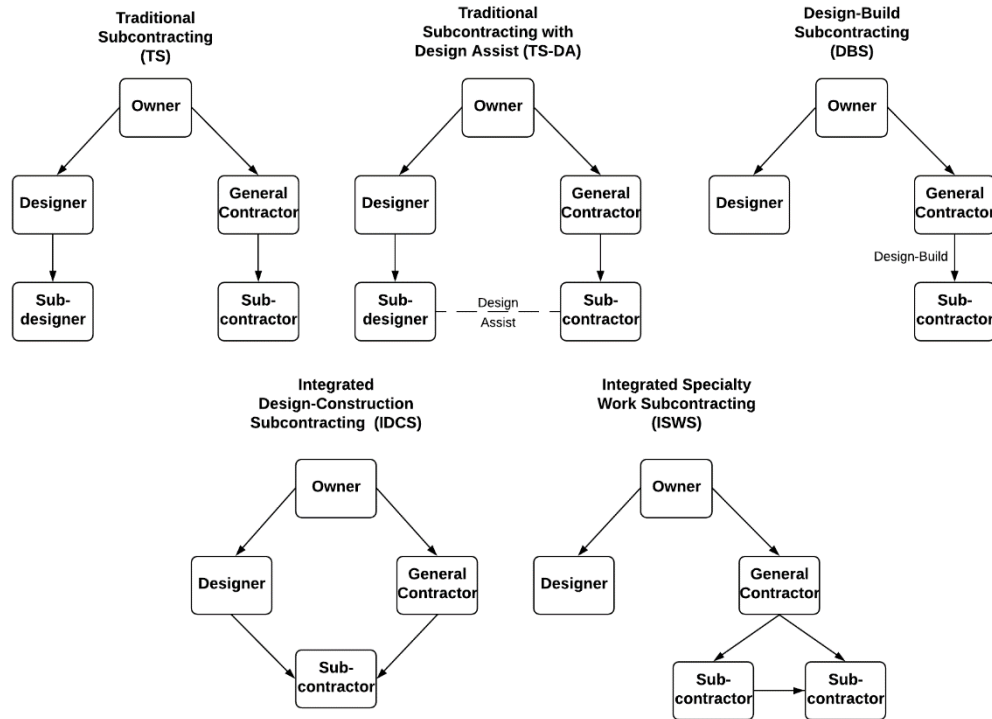 Traditional
Subcontracting
(TS)
Owner
Designer
General
Contractor
Sub-
designer
Sub-
contractor
Traditional
Subcontracting with
Design Assist (TS-DA)
Owner
Designer
General
Contractor
Sub-
designer
Design
Assist
Sub-
contractor
Design-Build
Subcontracting
(DBS)
Owner
Designer
General
Contractor
Design-Build
Sub-
contractor
Integrated
Design-Construction
Subcontracting (IDCS)
Owner
Designer
General
Contractor
Sub-
contractor
Integrated Specialty
Work Subcontracting
(ISWS)
Owner
Designer
General
Contractor
Sub-
contractor
Sub-
contractor